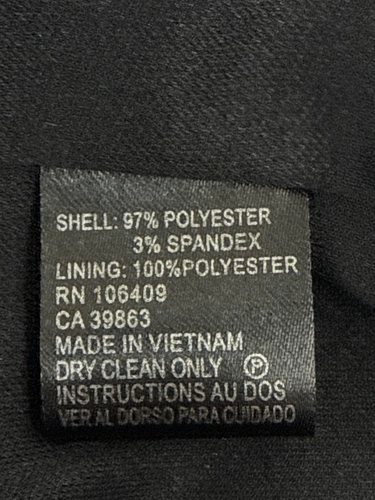 SHELL: 97% POLYESTER
3% SPANDEX
LINING: 100%POLYESTER
RN 106409
CA 39863
MADE IN VIETNAM
DRY CLEAN ONLY Ⓟ
INSTRUCTIONS AU DOS
VER AL DORSO PARA CUIDADO